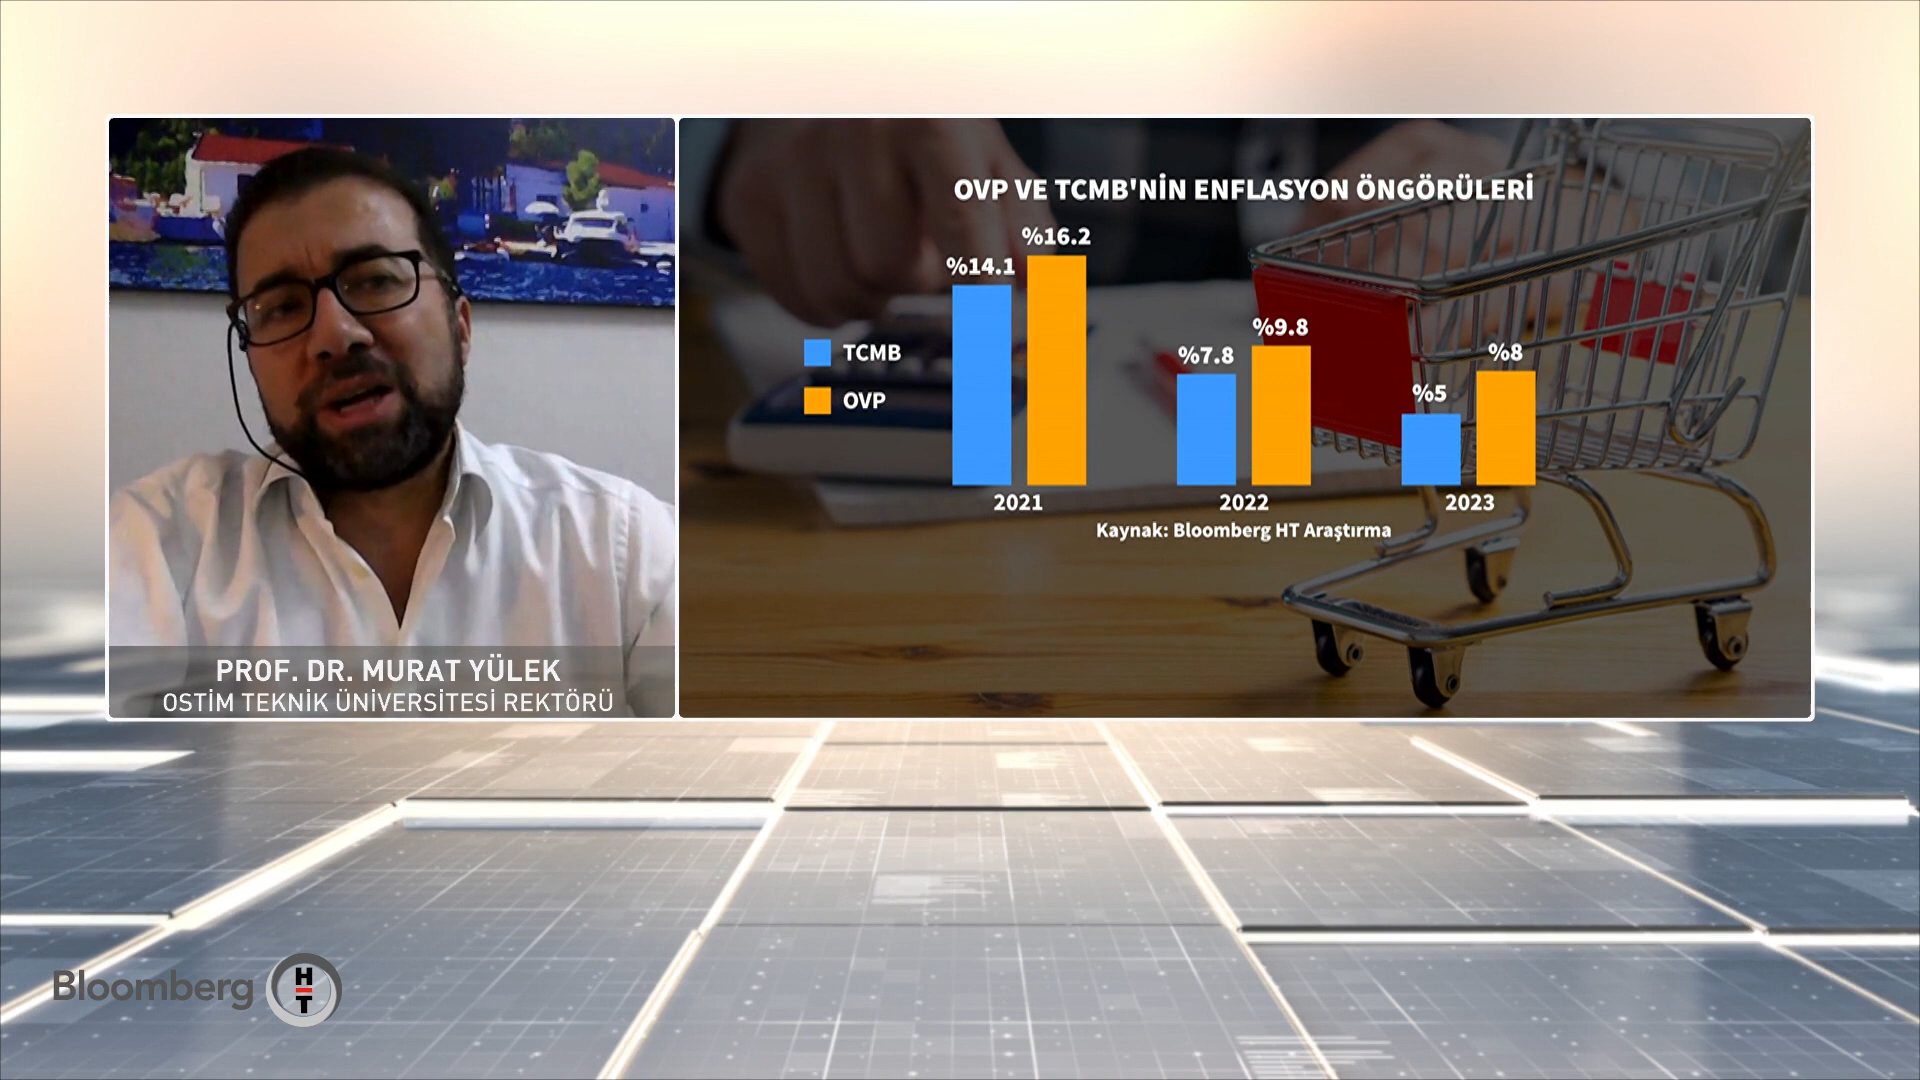 PROF. DR. MURAT YÜLEK
OSTİM TEKNİK ÜNİVERSİTESİ REKTÖRÜ
OVP VE TCMB'NİN ENFLASYON ÖNGÖRÜLERİ
TCMB
OVP
%14.1
%16.2
%7.8
%9.8
%5
%8
2021
2022
2023
Kaynak: Bloomberg HT Araştırma
Bloomberg HT